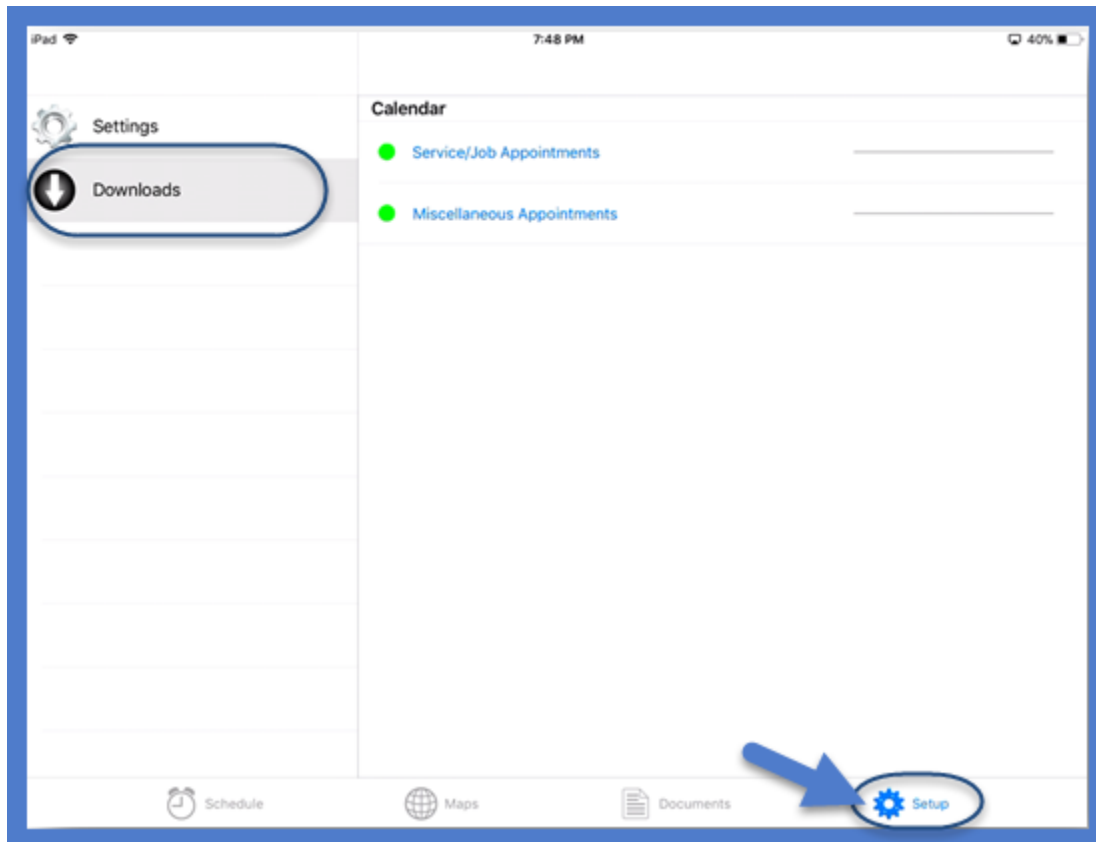 iPad 7:48 PM 40%
Settings
Downloads
Calendar
Service/Job Appointments
Miscellaneous Appointments
Schedule Maps Documents Setup